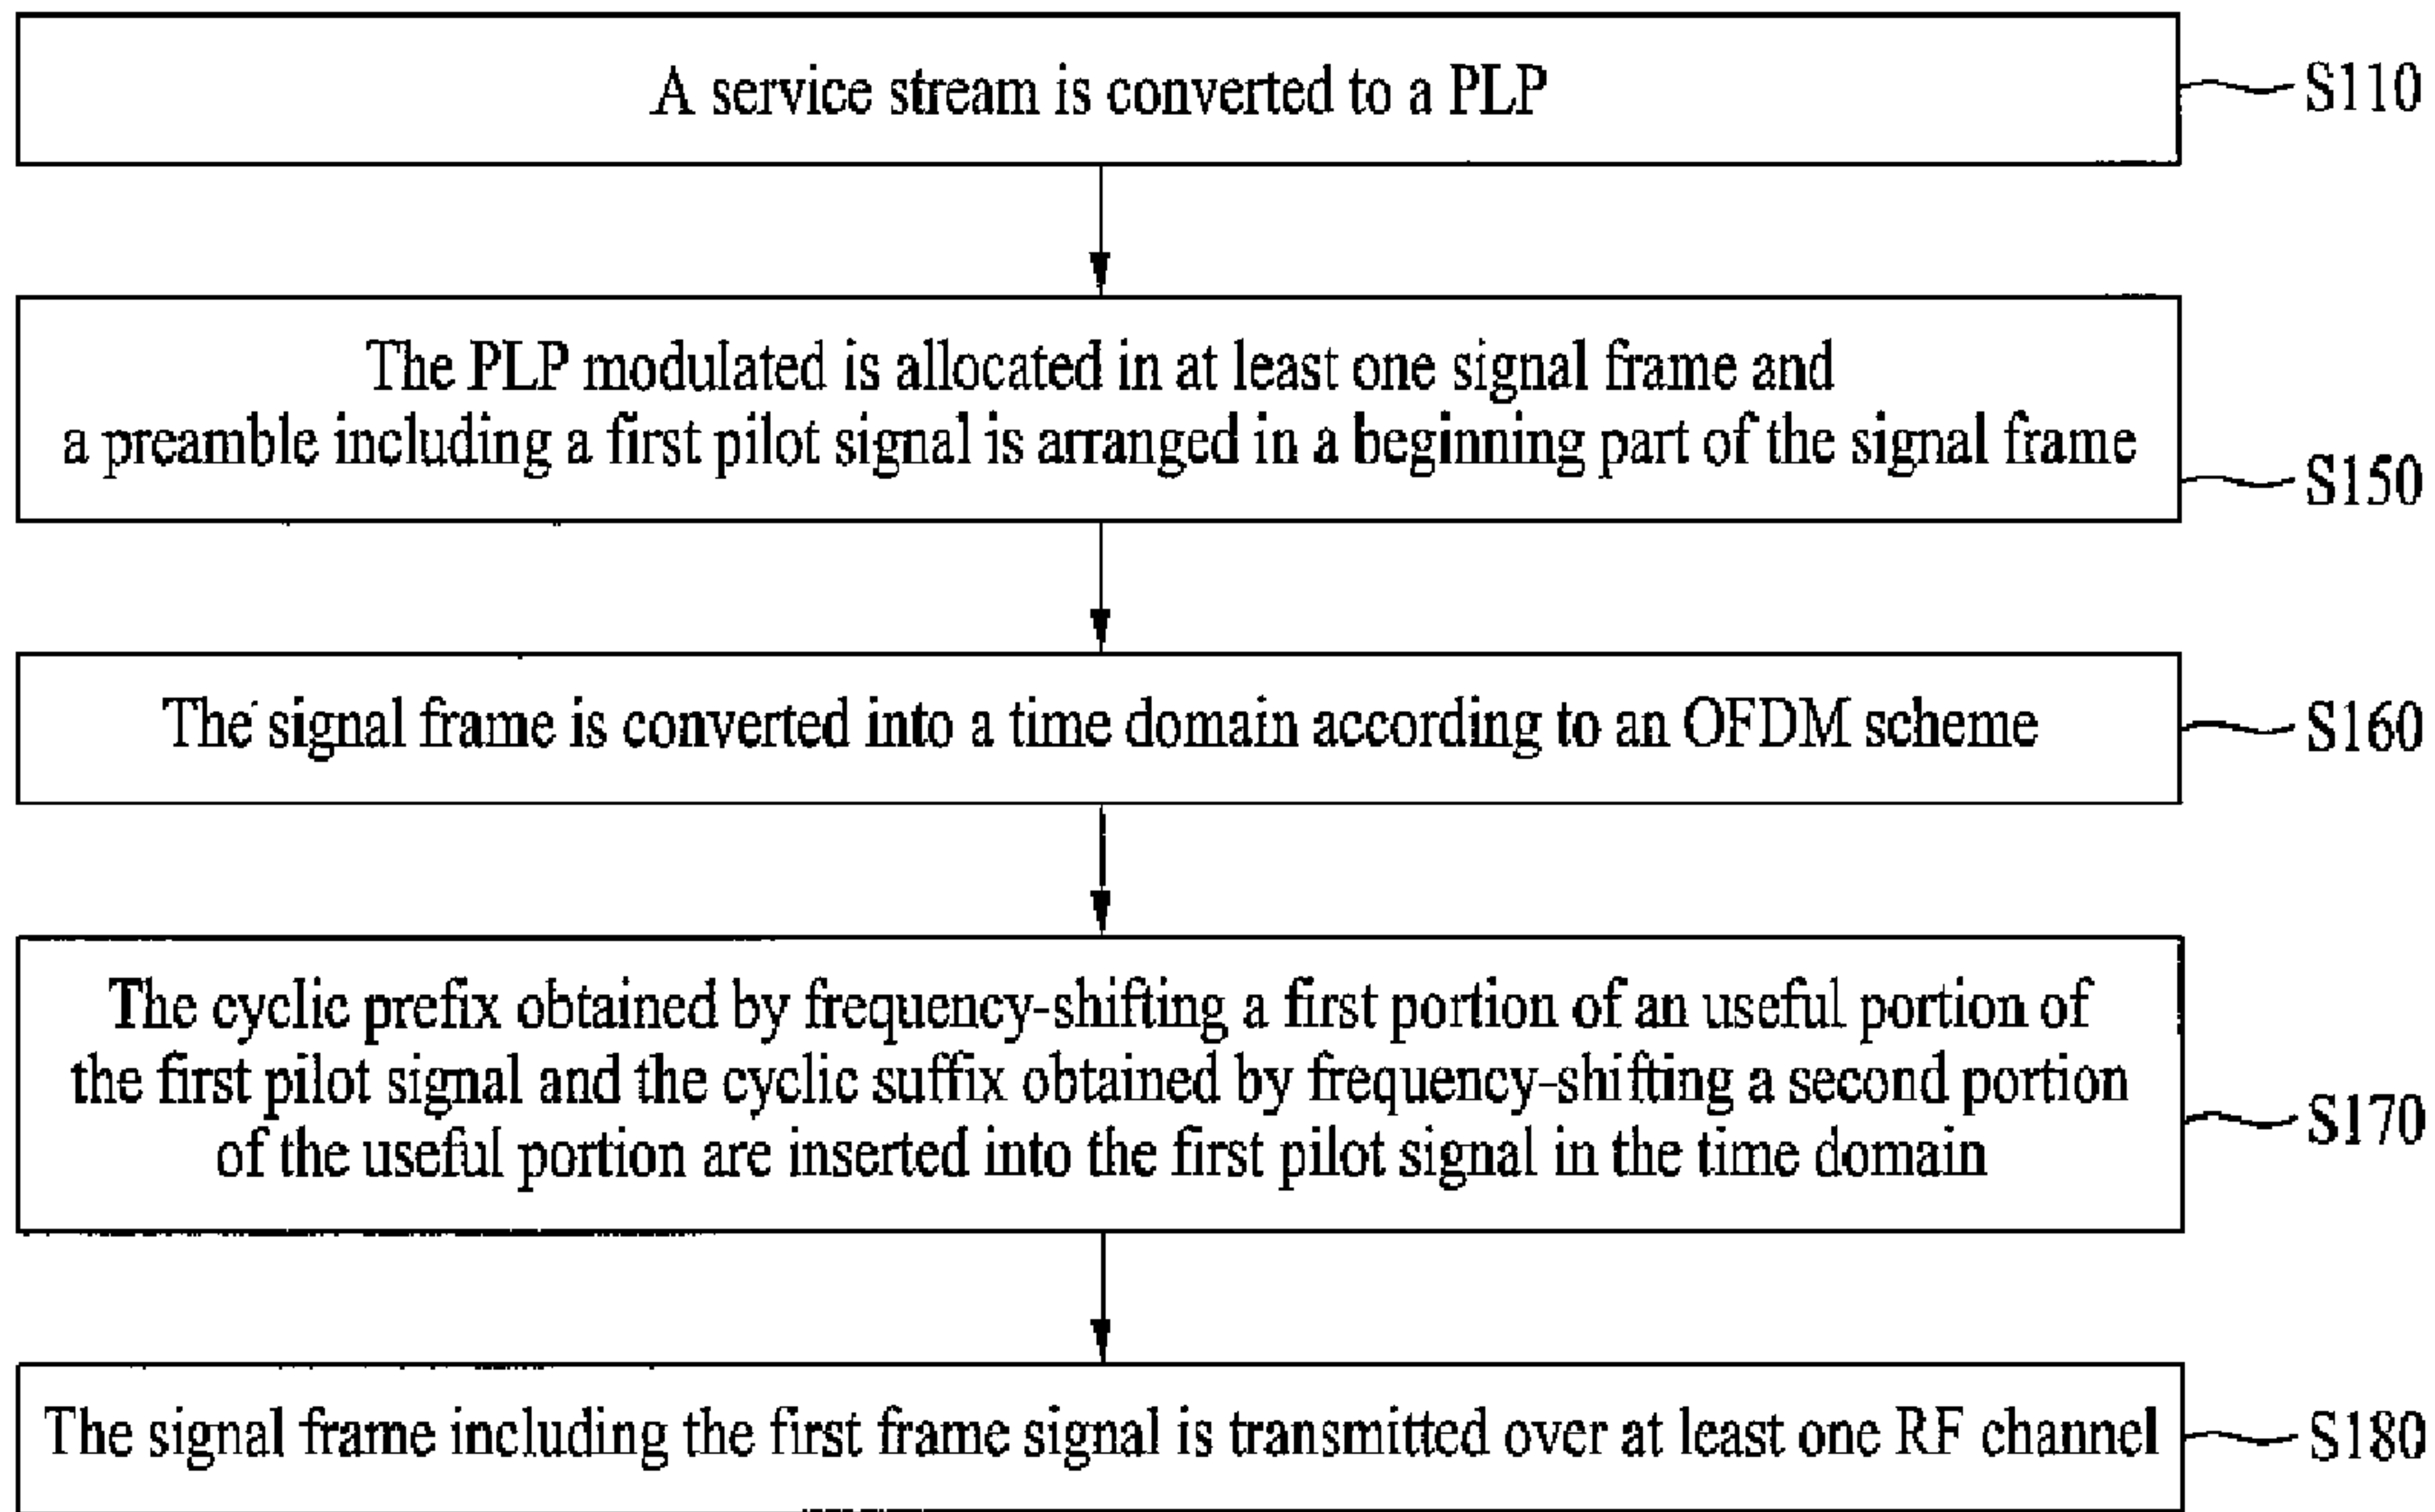 A service stream is converted to a PLP
S110
The PLP modulated is allocated in at least one signal frame and
a preamble including a first pilot signal is arranged in a beginning part of the signal frame
S150
The signal frame is converted into a time domain according to an OFDM scheme
S160
The cyclic prefix obtained by frequency-shifting a first portion of an useful portion of
the first pilot signal and the cyclic suffix obtained by frequency-shifting a second portion
of the useful portion are inserted into the first pilot signal in the time domain
S170
The signal frame including the first frame signal is transmitted over at least one RF channel
S180